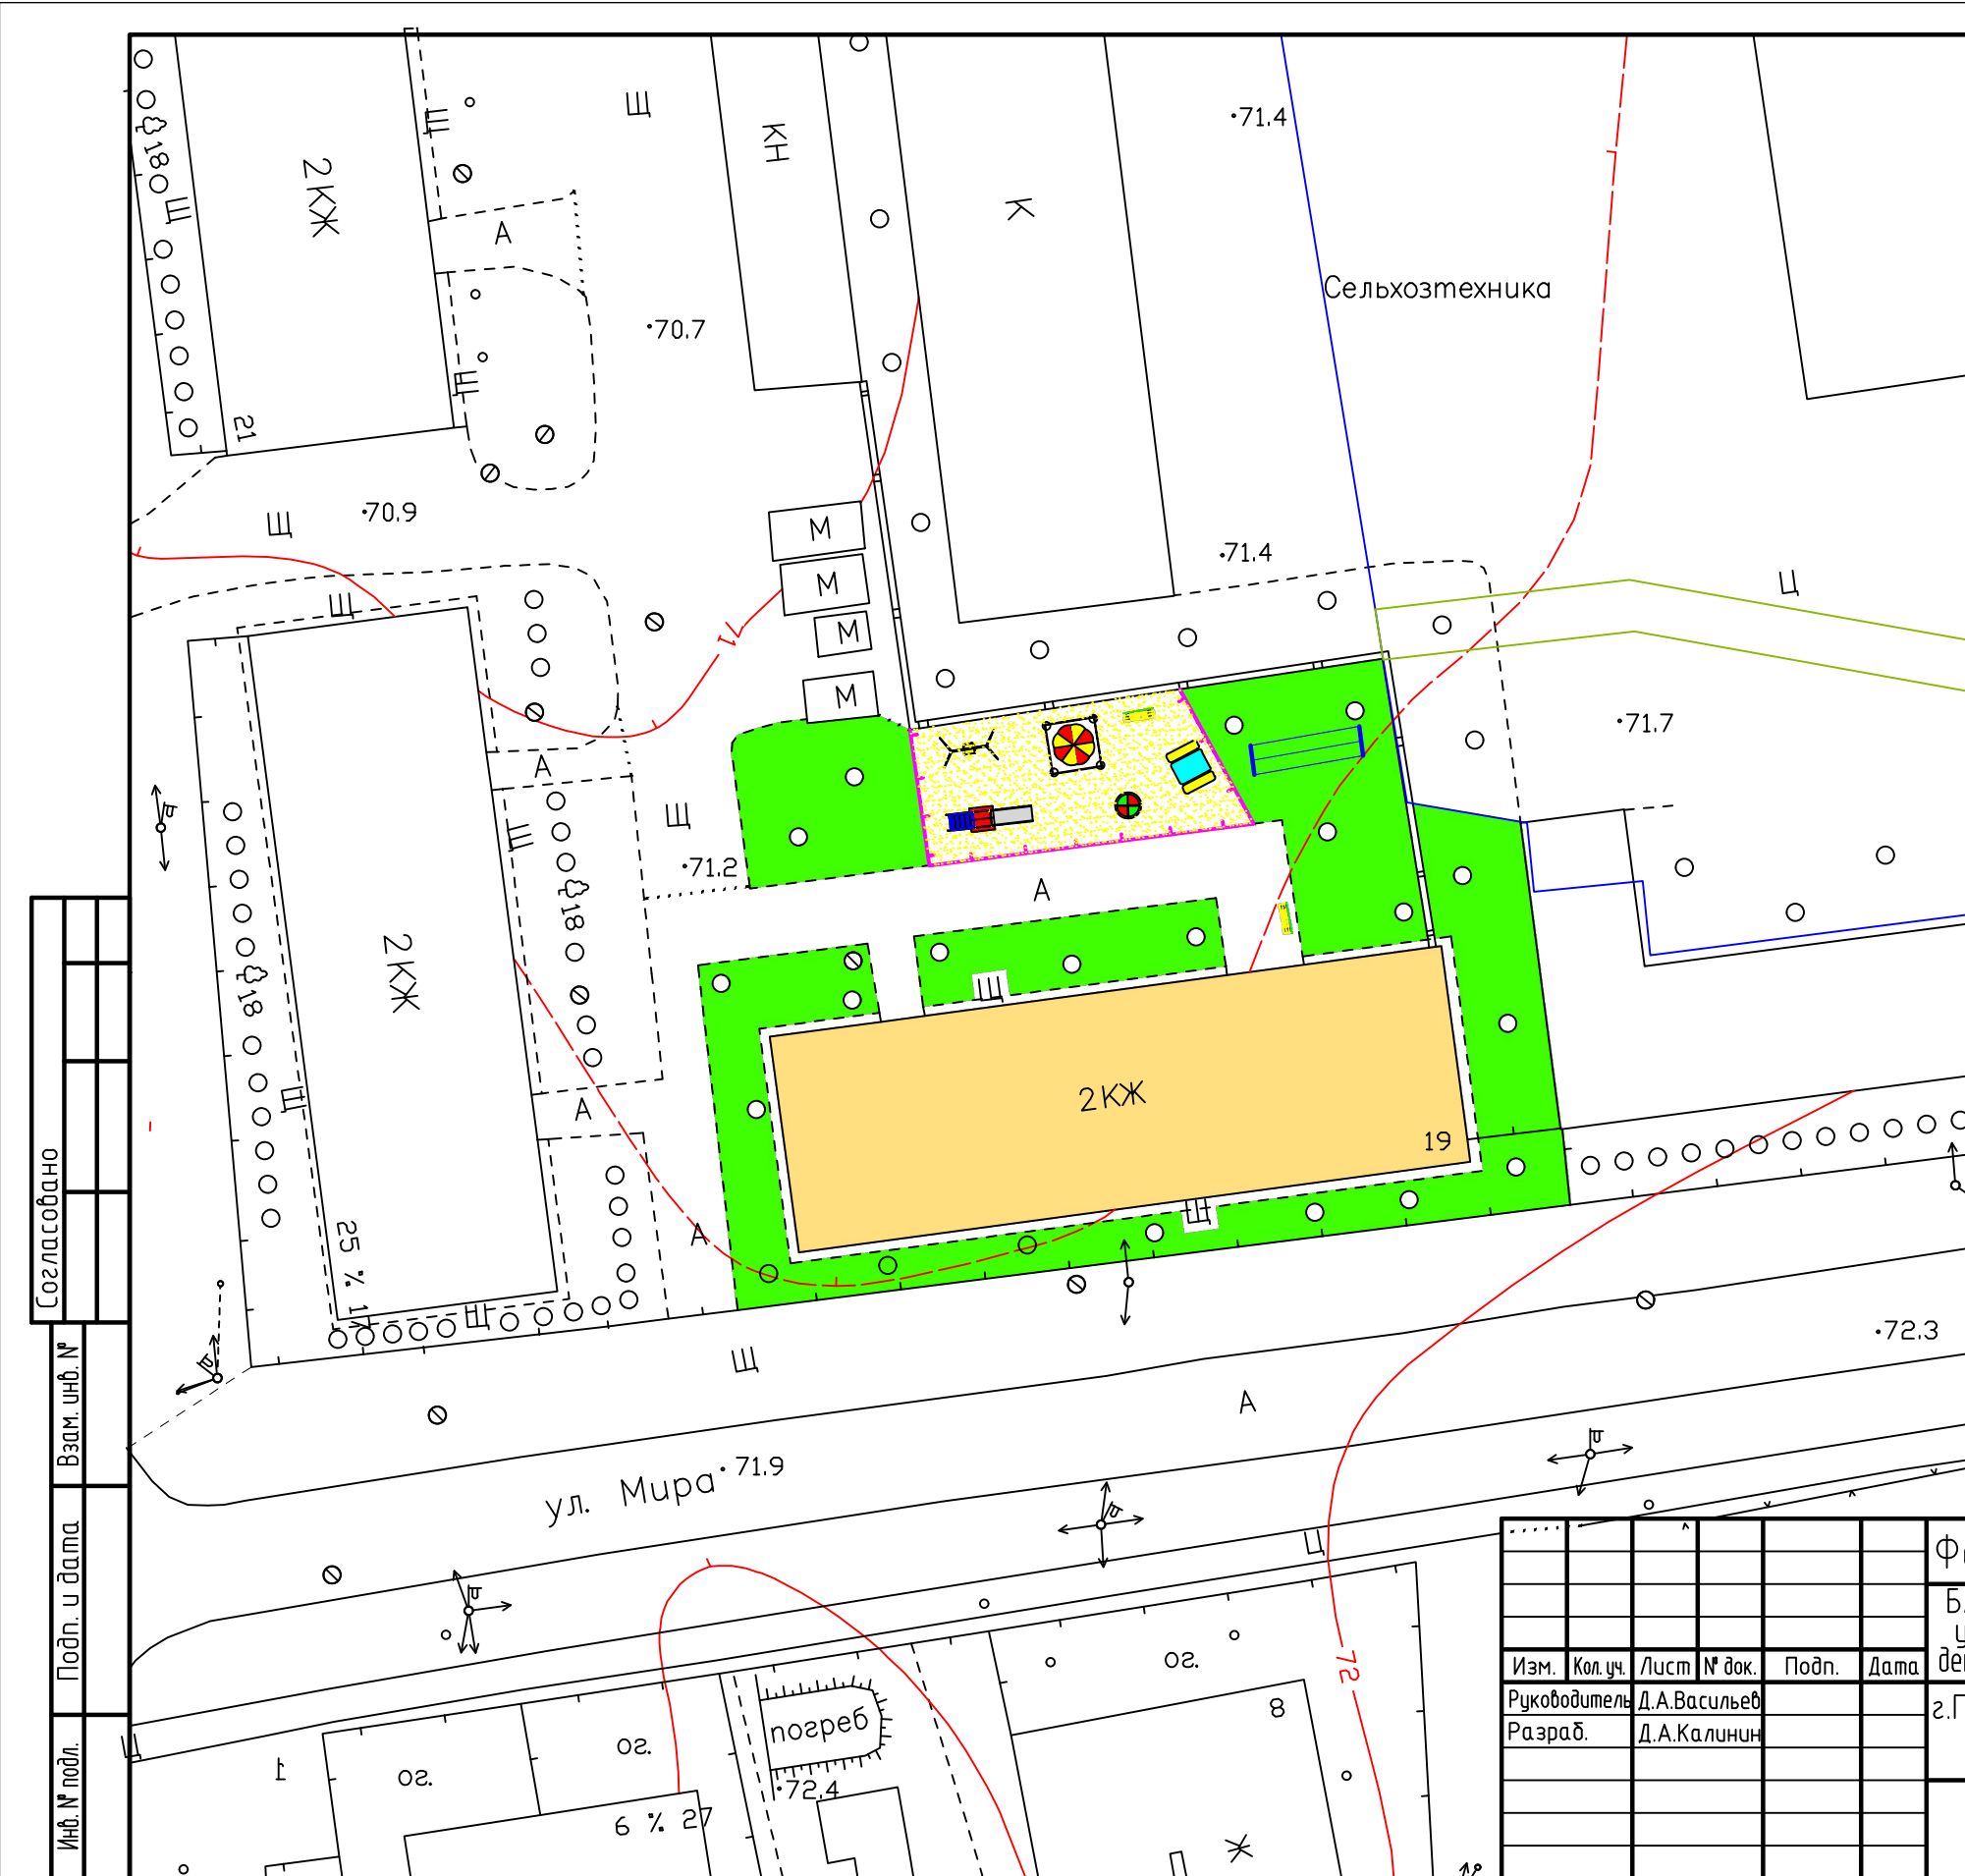 71.4
Щ
КН
Щ
18
2КЖ
К
Щ
А
Сельхозтехника
70.7
Щ
21
70.9
Щ
М
71.4
М
Ц
Щ
М
71
М
71.7
А
Щ
Щ
71.2
А
18
2КЖ
18
Щ
Щ
2КЖ
А
19
Щ
25 % 17
А
Щ
Щ
Щ
72.3
А
71.9
ул. Мира
Ц
72
ог.
8
погреб
ог.
ог.
1
Ц
72.4
6 % 27
Ж
Согласовано
Взам. инв. №
Подп. и дата
Инв. № подл.
Изм. Кол.уч. Лист № док. Подп. Дата
Руководитель Д.А.Васильев
Разраб. Д.А.Калинин